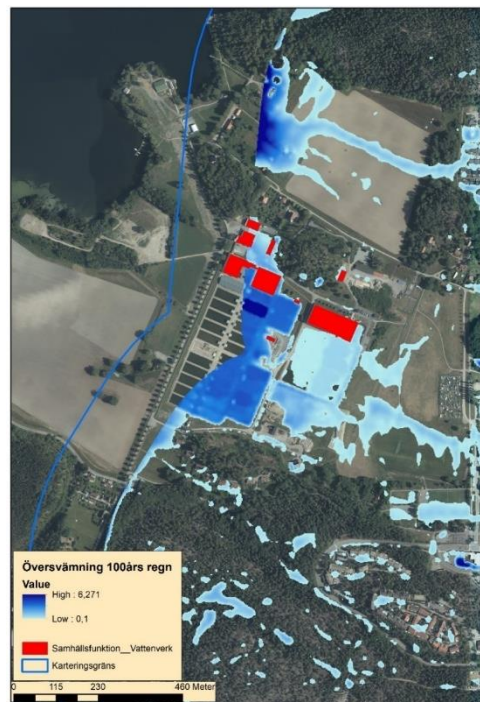 Översvämning 100års regn
Value
High : 6,271
Low : 0,1
Samhällsfunktion__Vattenverk
Karteringsgräns
0 115 230 460 Meter